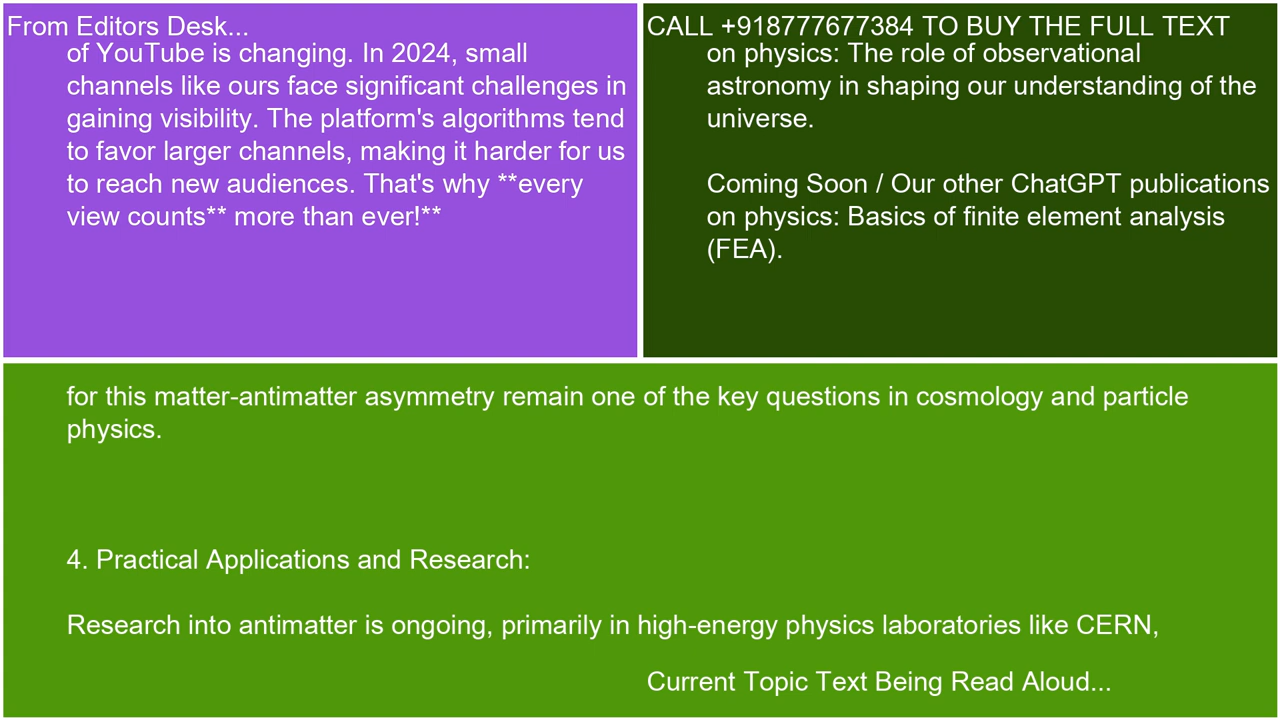 From Editors Desk...
of YouTube is changing. In 2024, small
channels like ours face significant challenges in
gaining visibility. The platform's algorithms tend
to favor larger channels, making it harder for us
to reach new audiences. That's why **every
view counts** more than ever!**
CALL +918777677384 TO BUY THE FULL TEXT
on physics: The role of observational
astronomy in shaping our understanding of the
universe.
Coming Soon / Our other ChatGPT publications
on physics: Basics of finite element analysis
(FEA).
for this matter-antimatter asymmetry remain one of the key questions in cosmology and particle
physics.
4. Practical Applications and Research:
Research into antimatter is ongoing, primarily in high-energy physics laboratories like CERN,
Current Topic Text Being Read Aloud...